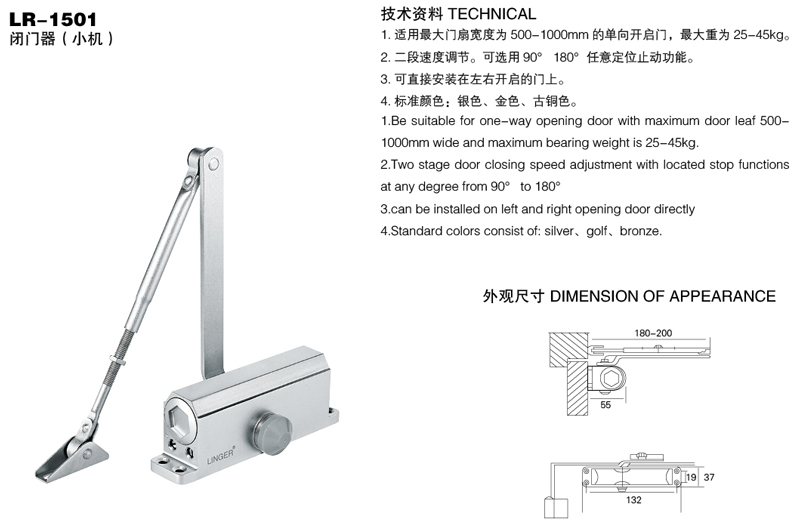 LR-1501
闭门器（小机）
技术资料 TECHNICAL
1. 适用最大门扇宽度为 500-1000mm 的单向开启门，最大重为 25-45kg。
2. 二段速度调节。可选用 90° 180° 任意定位止动功能。
3. 可直接安装在左右开启的门上。
4. 标准颜色：银色、金色、古铜色。
1.Be suitable for one-way opening door with maximum door leaf 500-
1000mm wide and maximum bearing weight is 25-45kg.
2.Two stage door closing speed adjustment with located stop functions
at any degree from 90° to 180°
3.can be installed on left and right opening door directly
4.Standard colors consist of: silver、golf、bronze.
LINGER®
外观尺寸 DIMENSION OF APPEARANCE
180-200
55
19
37
132